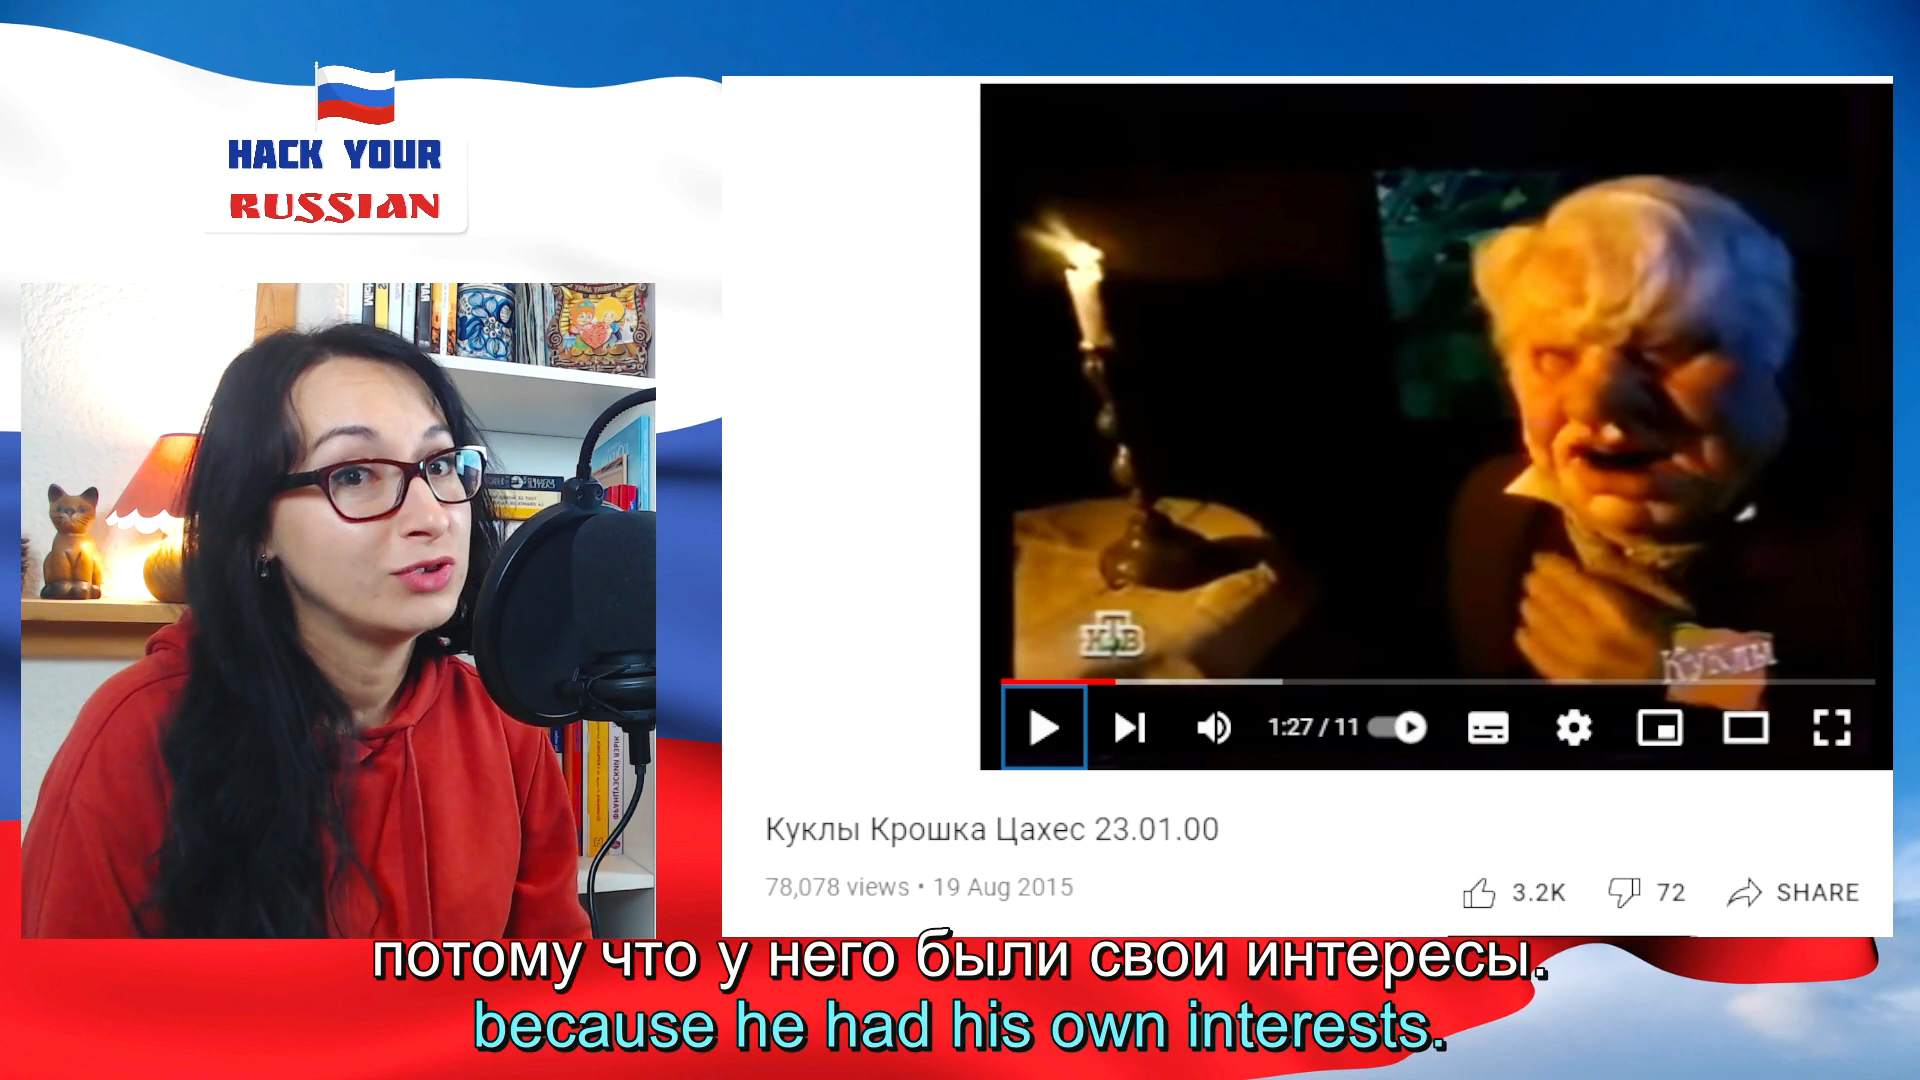 HACK YOUR
RUSSIAN
НТВ
Куклы
1:27 / 11
Куклы Крошка Цахес 23.01.00
78,078 views • 19 Aug 2015
3.2K
72
SHARE
потому что у него были свои интересы.
because he had his own interests.